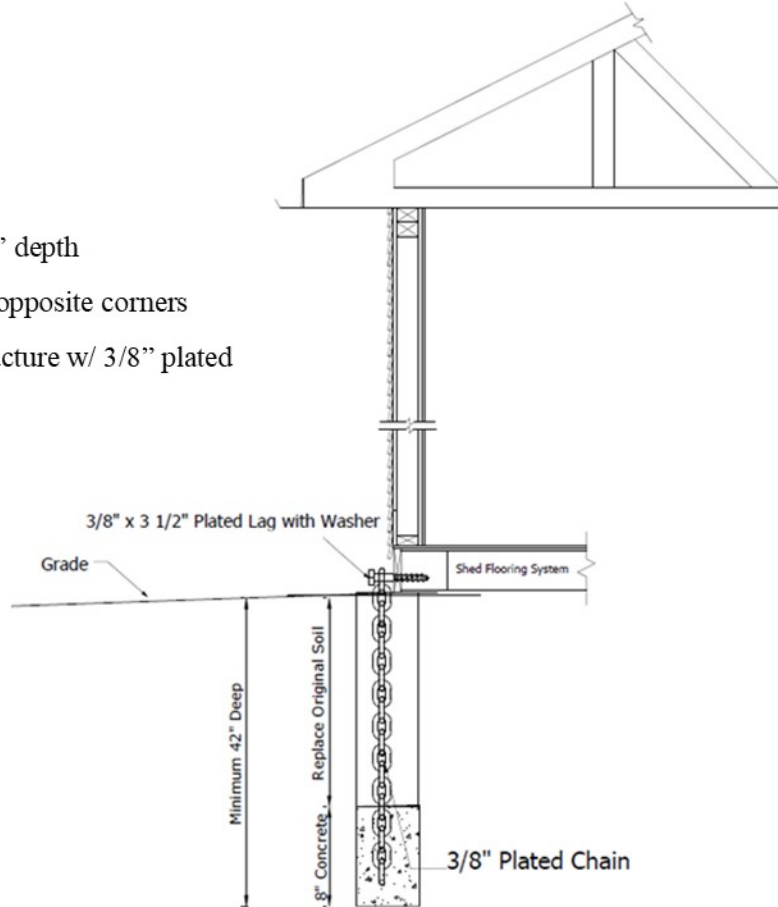 ” depth
opposite corners
cture w/ 3/8” plated
3/8" x 3 1/2" Plated Lag with Washer
Grade
Shed Flooring System
Minimum 42" Deep
Replace Original Soil
8" Concrete
3/8" Plated Chain